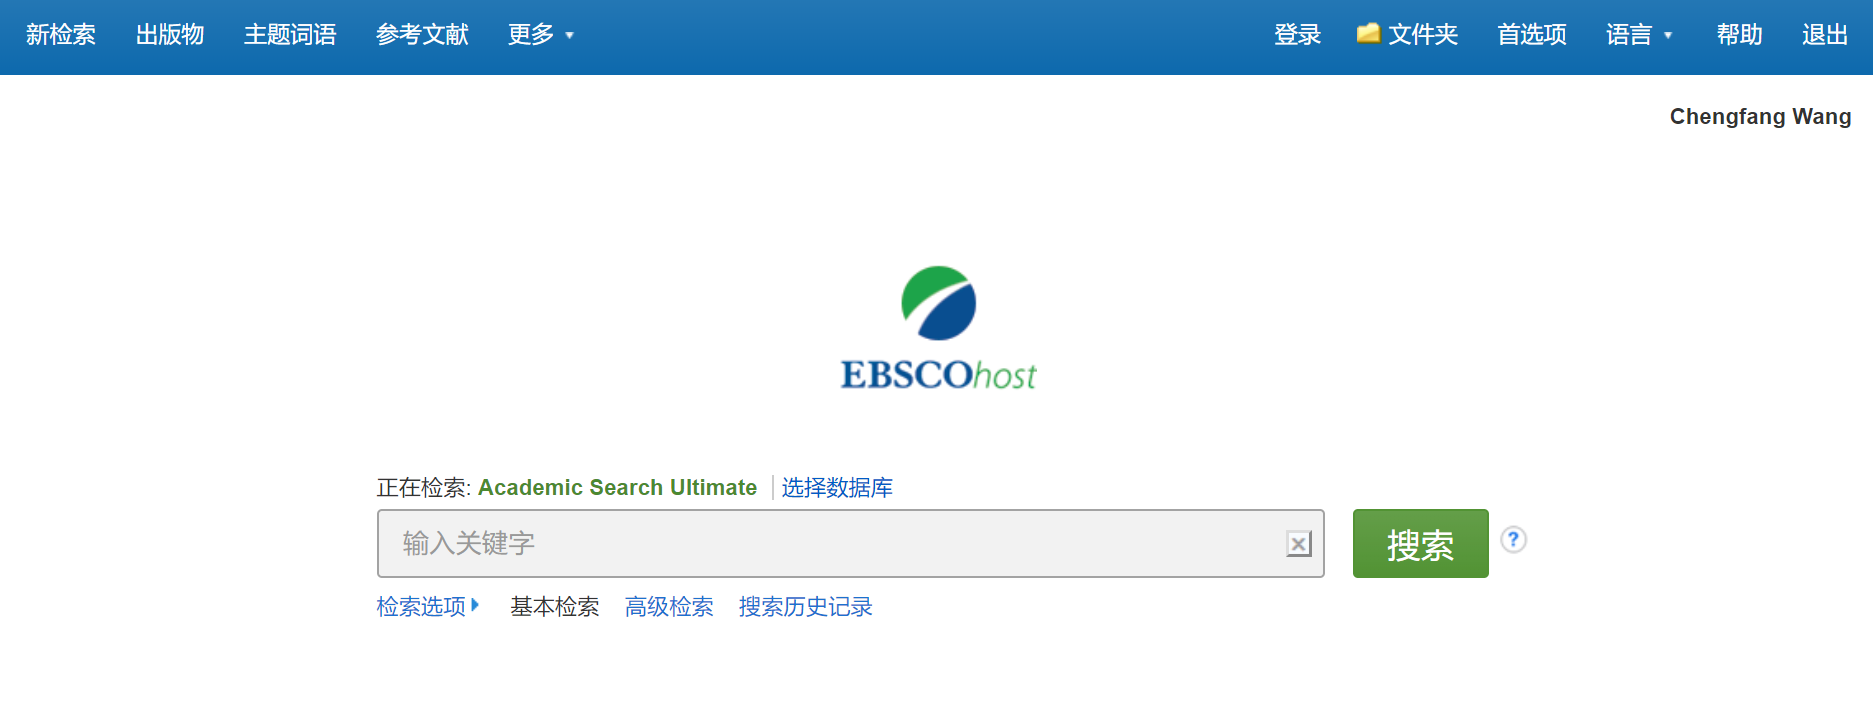 新检索 出版物 主题词语 参考文献 更多 登录 文件夹 首选项 语言 帮助 退出
Chengfang Wang
EBSCOhost
正在检索: Academic Search Ultimate 选择数据库
输入关键字 搜索 ?
检索选项 基本检索 高级检索 搜索历史记录